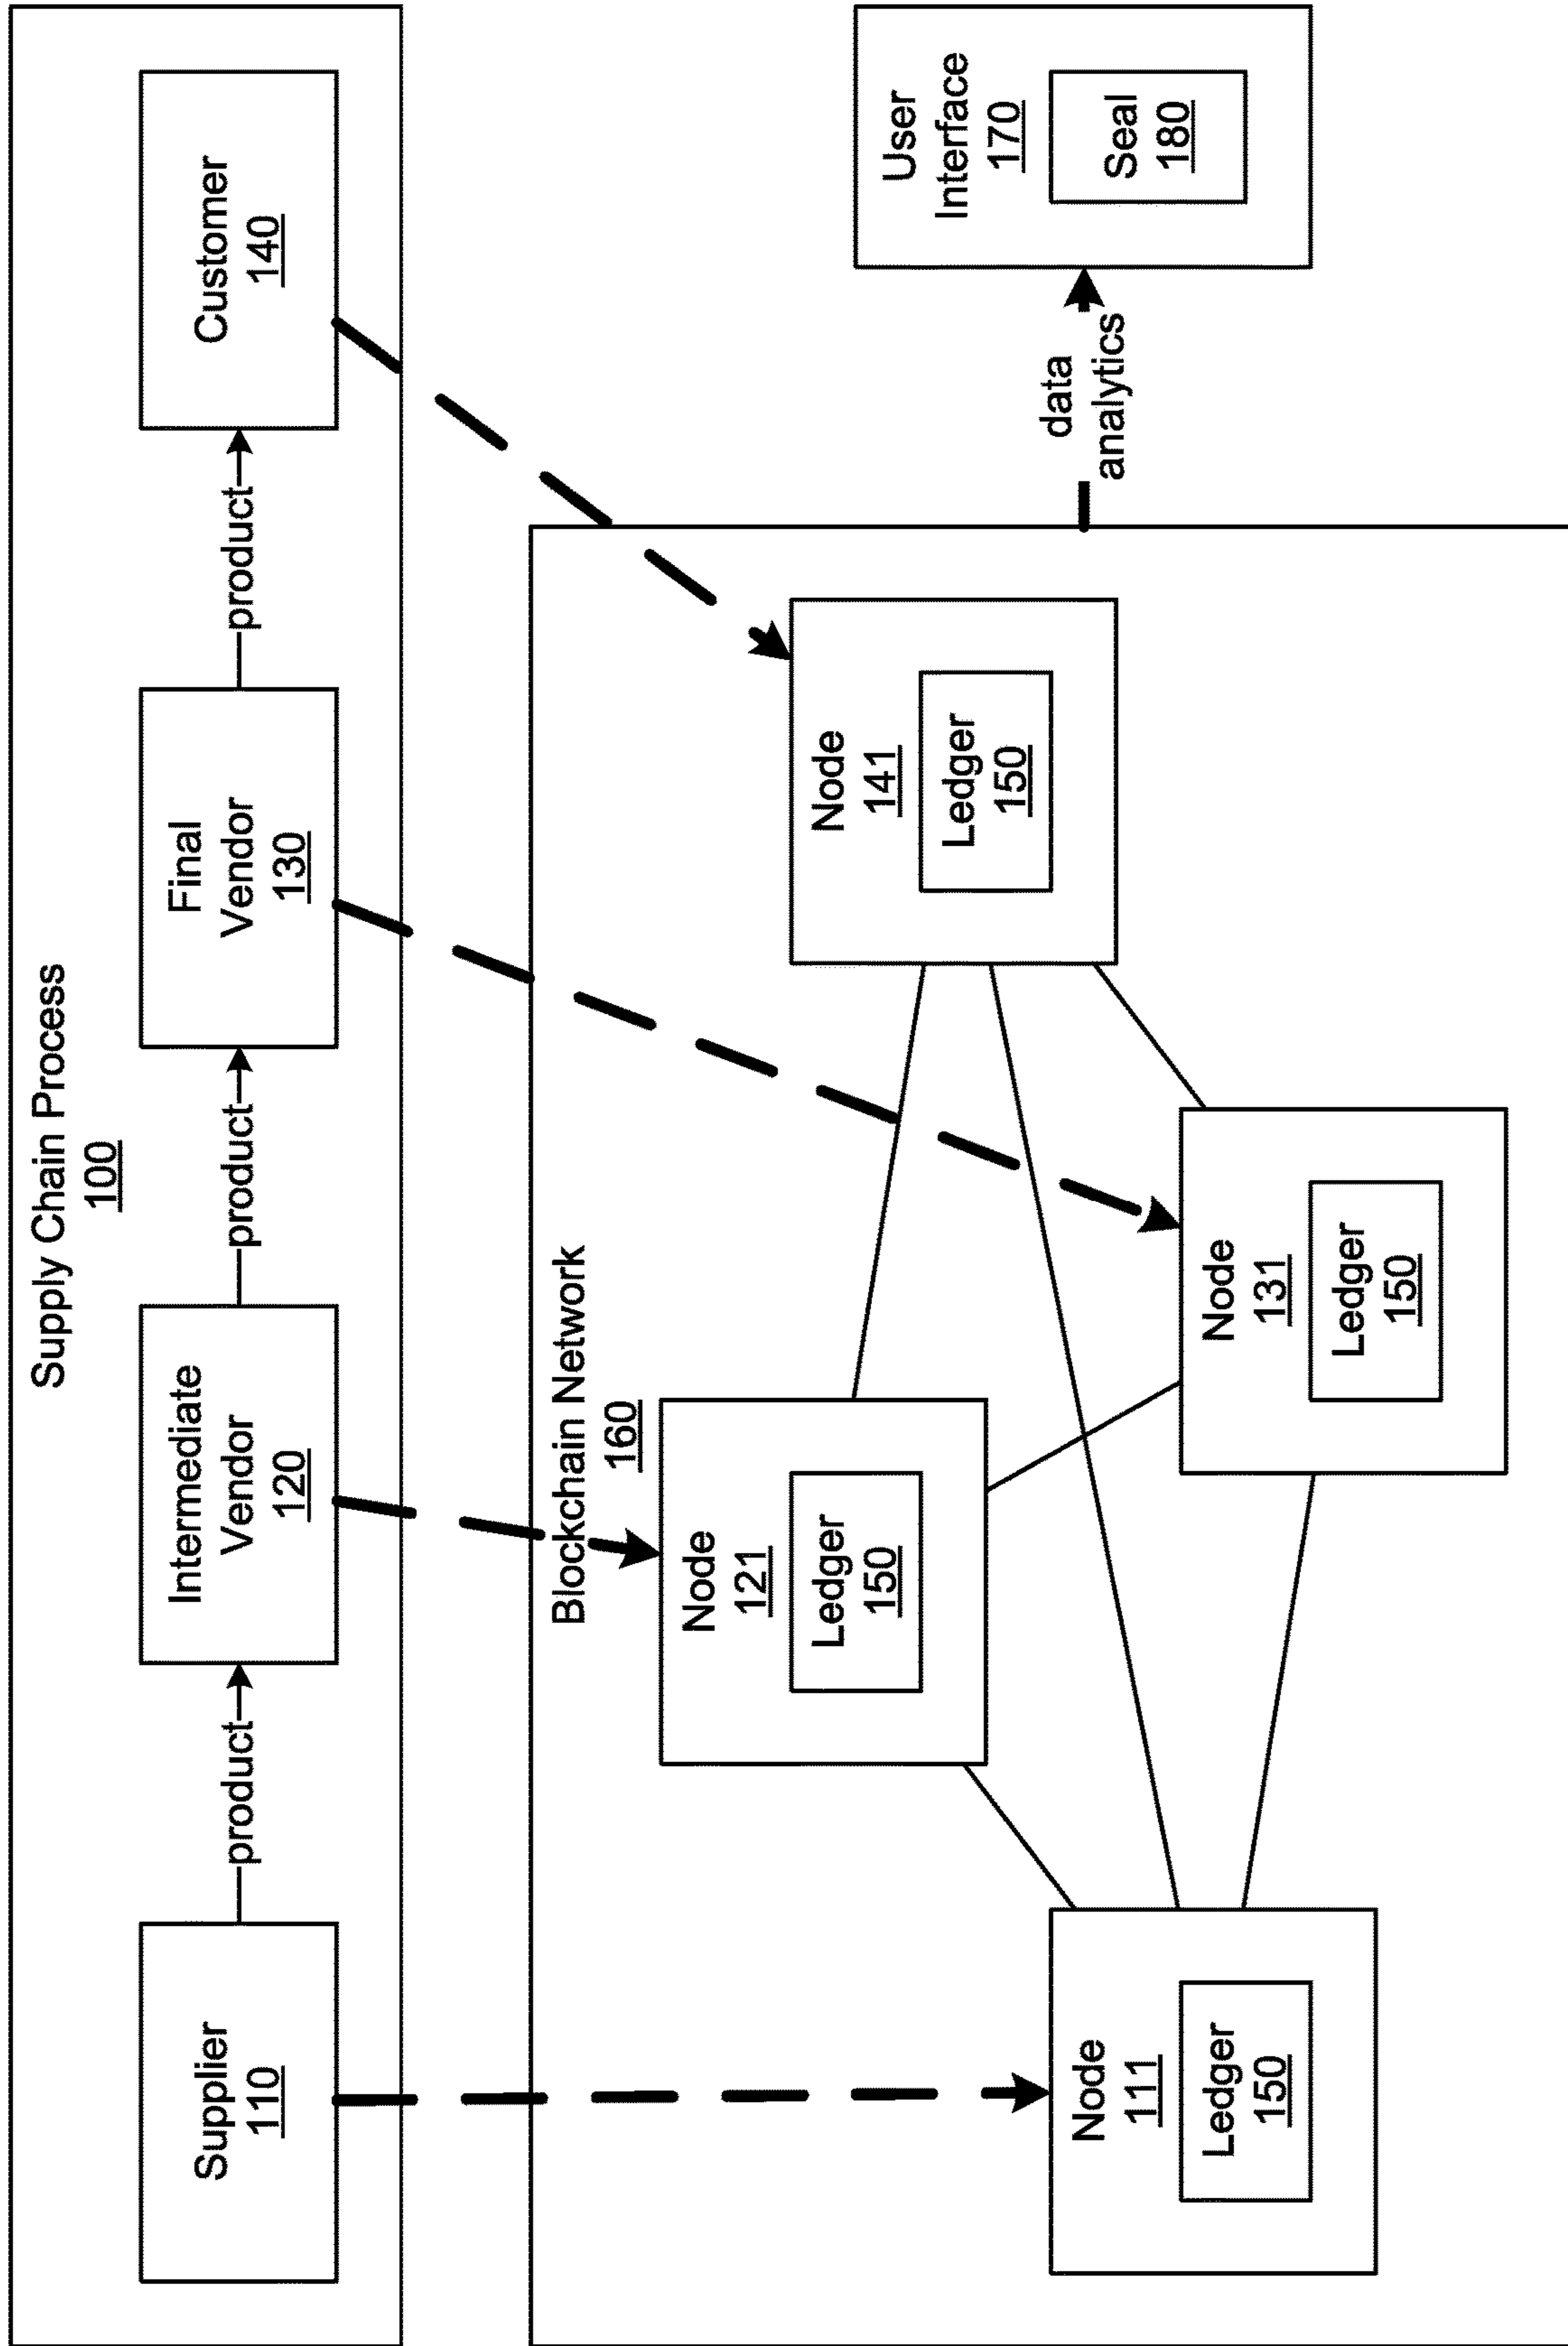 Supply Chain Process
100
Supplier
110
product
Intermediate
Vendor
120
product
Final
Vendor
130
product
Customer
140
Blockchain Network
160
Node
111
Ledger
150
Node
121
Ledger
150
Node
131
Ledger
150
Node
141
Ledger
150
data
analytics
User
Interface
170
Seal
180